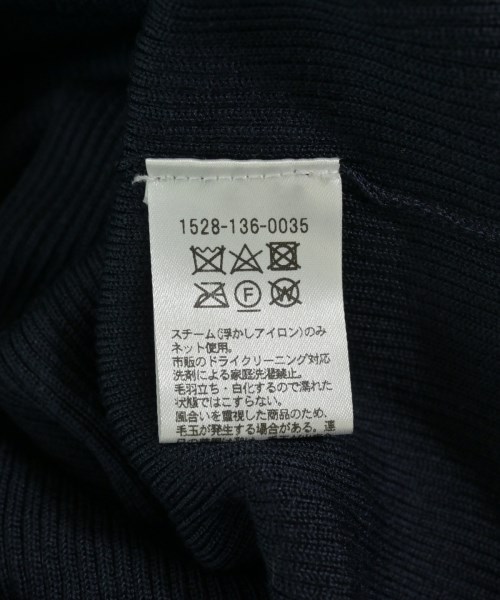 1528-136-0035
F W
スチーム(浮かしアイロン)のみ
ネット使用。
市販のドライクリーニング対応
洗剤による家庭洗濯禁止。
毛羽立ち・白化するので濡れた
状態ではこすらない。
風合いを重視した商品のため、
毛玉が発生する場合がある。連